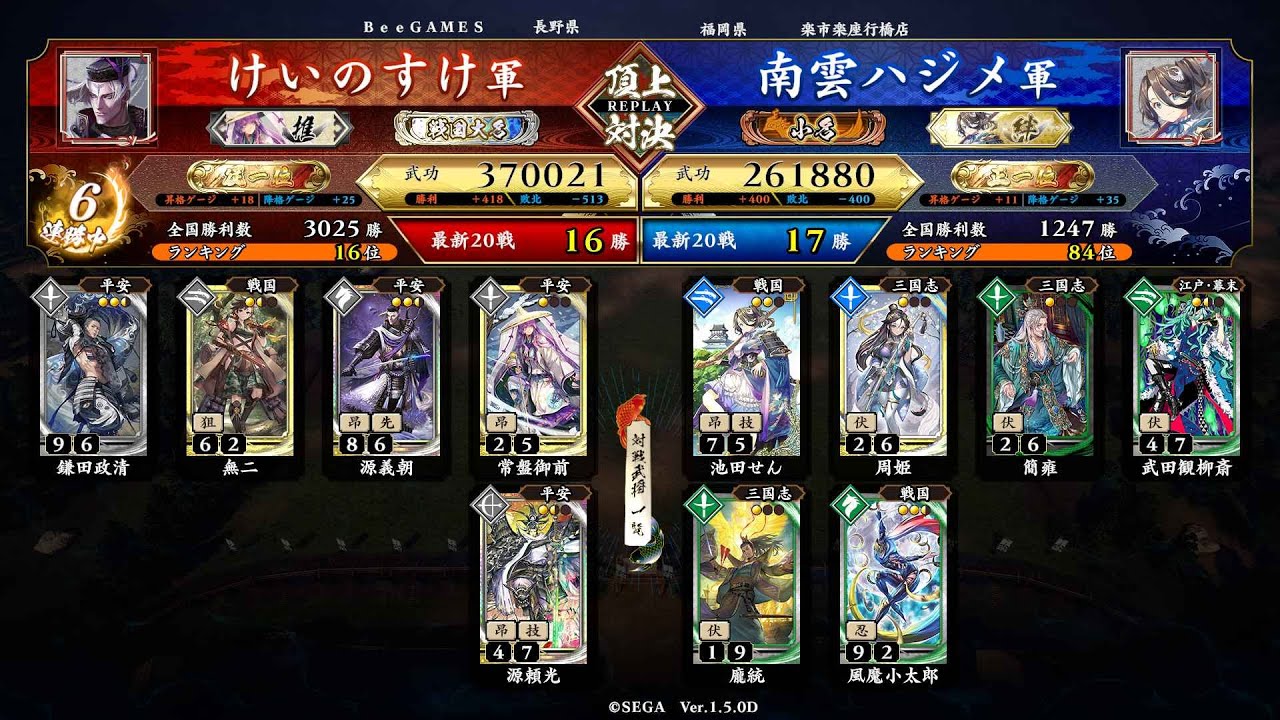 BeeGAMES 長野県
福岡県 楽市楽座行橋店
けいのすけ軍
頂上
REPLAY
対決
南雲ハジメ軍
推
戦国大名
小名
絆
6
連勝中
正一位
武功 370021
勝利 +418 敗北 -513
武功 261880
勝利 +400 敗北 -400
正一位
昇格ゲージ +18 降格ゲージ +25
昇格ゲージ +11 降格ゲージ +35
全国勝利数 3025勝
ランキング 16位
最新20戦 16勝
最新20戦 17勝
全国勝利数 1247勝
ランキング 84位
平安
9 6
鎌田政清
戦国
狙
6 2
無二
平安
昂 先
8 6
源義朝
平安
昂
2 5
常盤御前
平安
昂 技
4 7
源頼光
対戦武将一覧
戦国
昂 技
7 5
池田せん
三国志
伏
2 6
周姫
三国志
伏
2 6
簡雍
江戸・幕末
伏
4 7
武田観柳斎
三国志
伏
1 9
龐統
戦国
忍
9 2
風魔小太郎
©SEGA Ver.1.5.0D